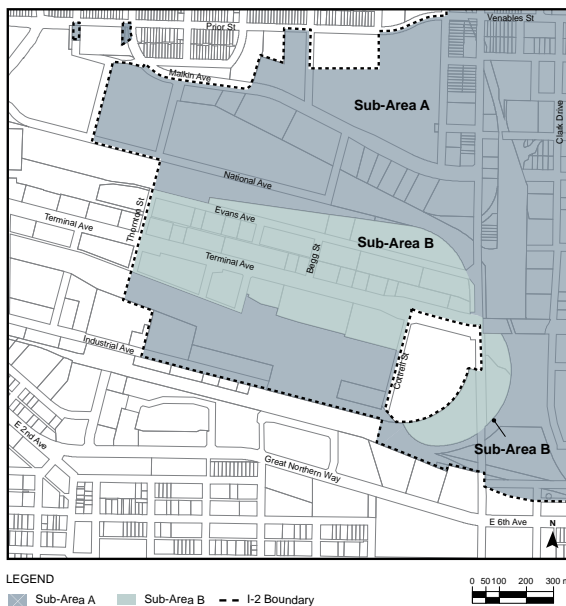 Prior St
Venables St
Malkin Ave
Sub-Area A
Clark Drive
National Ave
Thornton St
Evans Ave
Terminal Ave
Sub-Area B
Begg St
Terminal Ave
Industrial Ave
Cottrell St
E 2nd Ave
Sub-Area B
Great Northern Way
E 6th Ave
N
LEGEND
Sub-Area A Sub-Area B I-2 Boundary
0 50 100 200 300 m